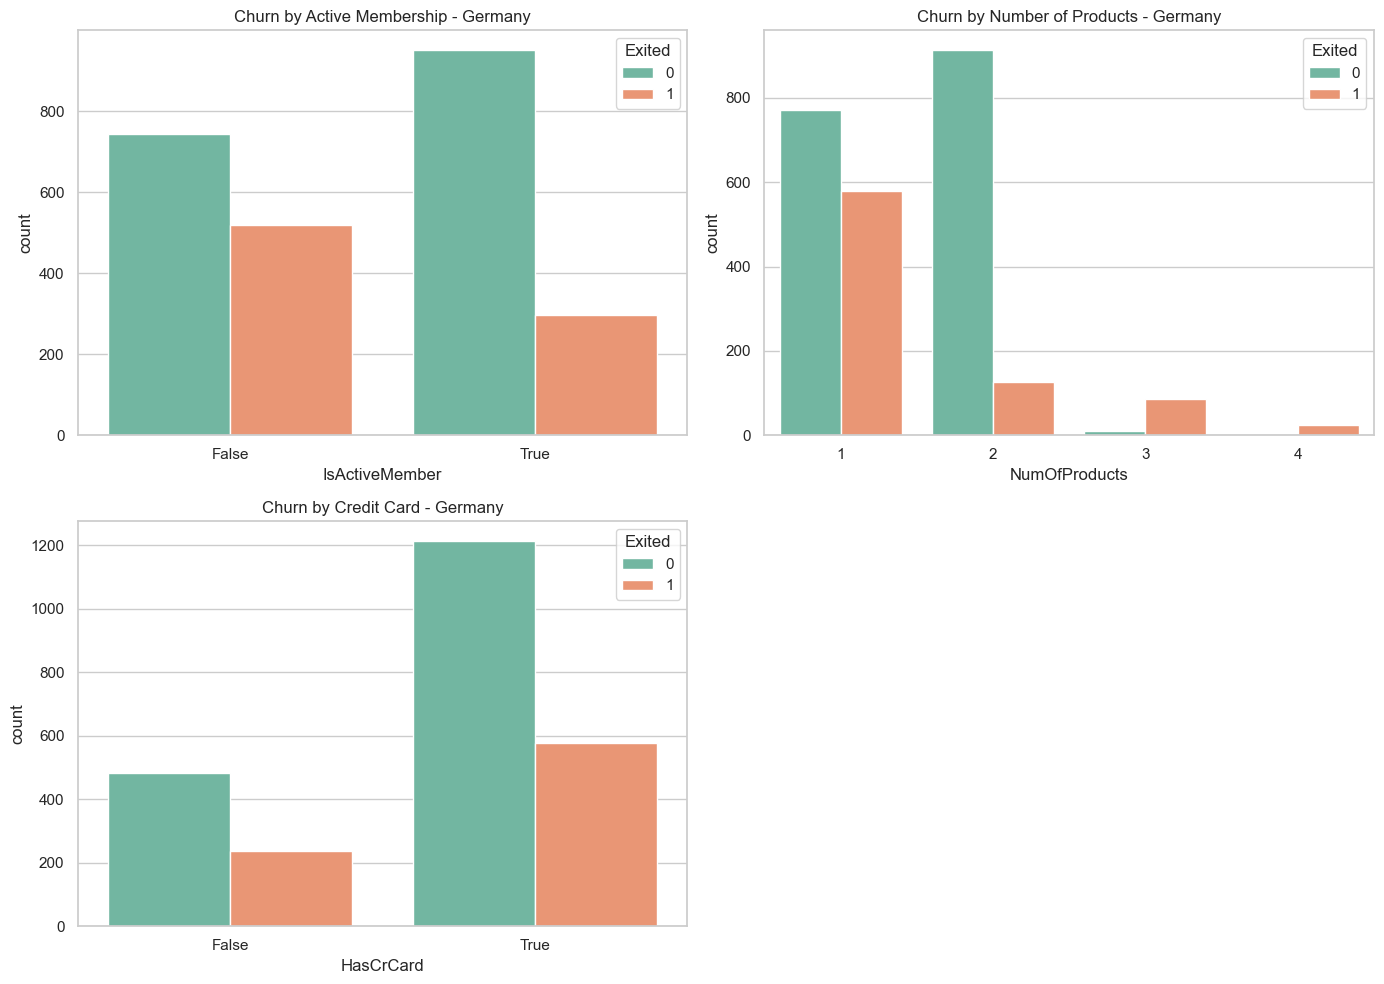 Churn by Active Membership - Germany
Exited
0
1
800
600
400
200
0
count
False
True
IsActiveMember
Churn by Number of Products - Germany
Exited
0
1
800
600
400
200
0
count
1
2
3
4
NumOfProducts
Churn by Credit Card - Germany
Exited
0
1
1200
1000
800
600
400
200
0
count
False
True
HasCrCard